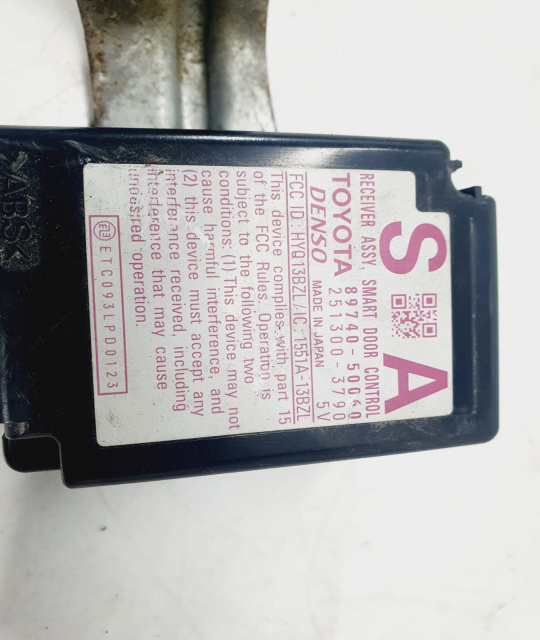 S A
RECEIVER ASSY, SMART DOOR CONTROL
TOYOTA 89740-50060
251300-3790
DENSO MADE IN JAPAN 5V
FCC ID: HYQ13BZL / IC: 1551A-13BZL
This device complies with part 15
of the FCC Rules. Operation is
subject to the following two
conditions: (1)This device may not
cause harmful interference, and
(2) this device must accept any
interference received, including
interference that may cause
undesired operation.
ETC093LPD0123
>ABS<